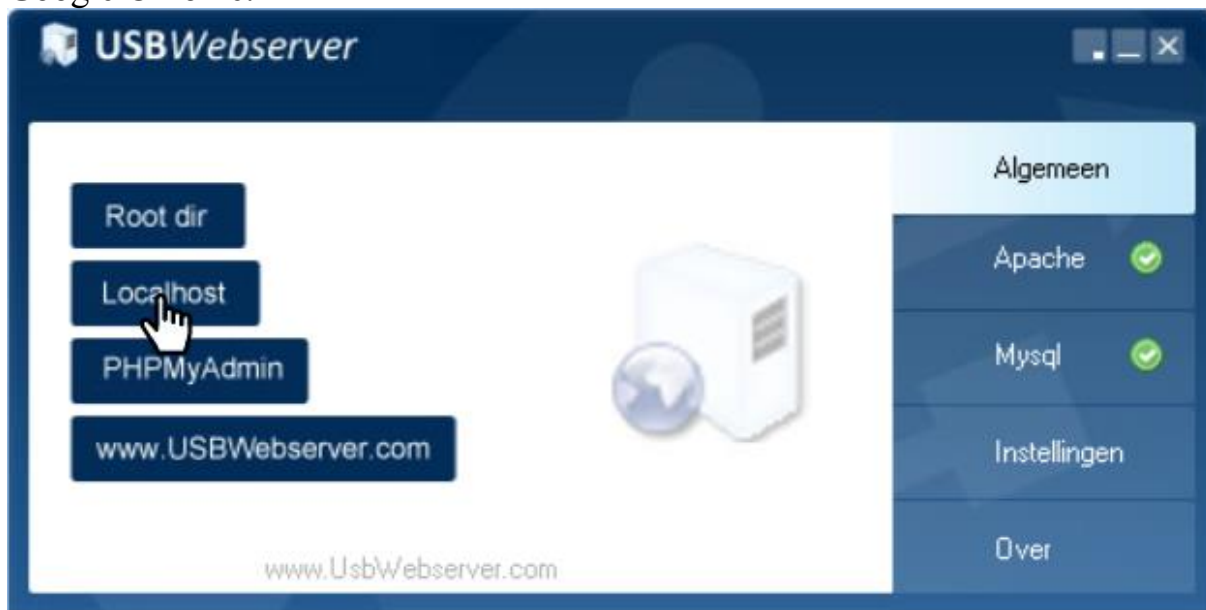 USBWebserver
Algemeen
Root dir
Apache
Localhost
Mysql
PHPMyAdmin
www.USBWebserver.com
Instellingen
Over
www.UsbWebserver.com